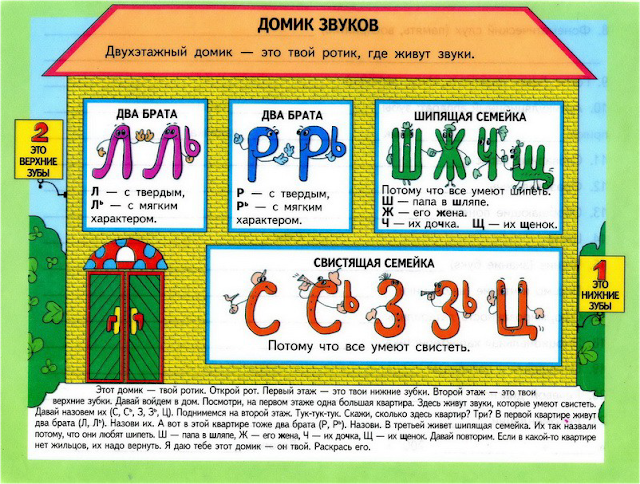 ДОМИК ЗВУКОВ
Двухэтажный домик — это твой ротик, где живут звуки.
2
ЭТО
ВЕРХНИЕ
ЗУБЫ
ДВА БРАТА
Л Ль
Л — с твердым,
Ль — с мягким
характером.
ДВА БРАТА
Р Рь
Р — с твердым,
Рь — с мягким
характером.
ШИПЯЩАЯ СЕМЕЙКА
Ш Ж Ч Щ
Потому что все умеют шипеть.
Ш — папа в шляпе.
Ж — его жена.
Ч — их дочка. Щ — их щенок.
1
ЭТО
НИЖНИЕ
ЗУБЫ
СВИСТЯЩАЯ СЕМЕЙКА
С Сь З Зь Ц
Потому что все умеют свистеть.
Этот домик — твой ротик. Открой рот. Первый этаж — это твои нижние зубки. Второй этаж — это твои
верхние зубки. Давай войдем в дом. Посмотри, на первом этаже одна большая квартира. Здесь живут звуки, которые умеют свистеть.
Давай назовем их (С, Сь, З, Зь, Ц). Поднимемся на второй этаж. Тук-тук-тук. Скажи, сколько здесь квартир? Три? В первой квартире живут
два брата (Л, Ль). Назови их. А вот в этой квартире тоже два брата (Р, Рь). Назови. В третьей живет шипящая семейка. Их так назвали
потому, что они любят шипеть. Ш — папа в шляпе, Ж — его жена, Ч — их дочка, Щ — их щенок. Давай повторим. Если в какой-то квартире
нет жильцов, их надо вернуть. Я даю тебе этот домик — он твой. Раскрась его.